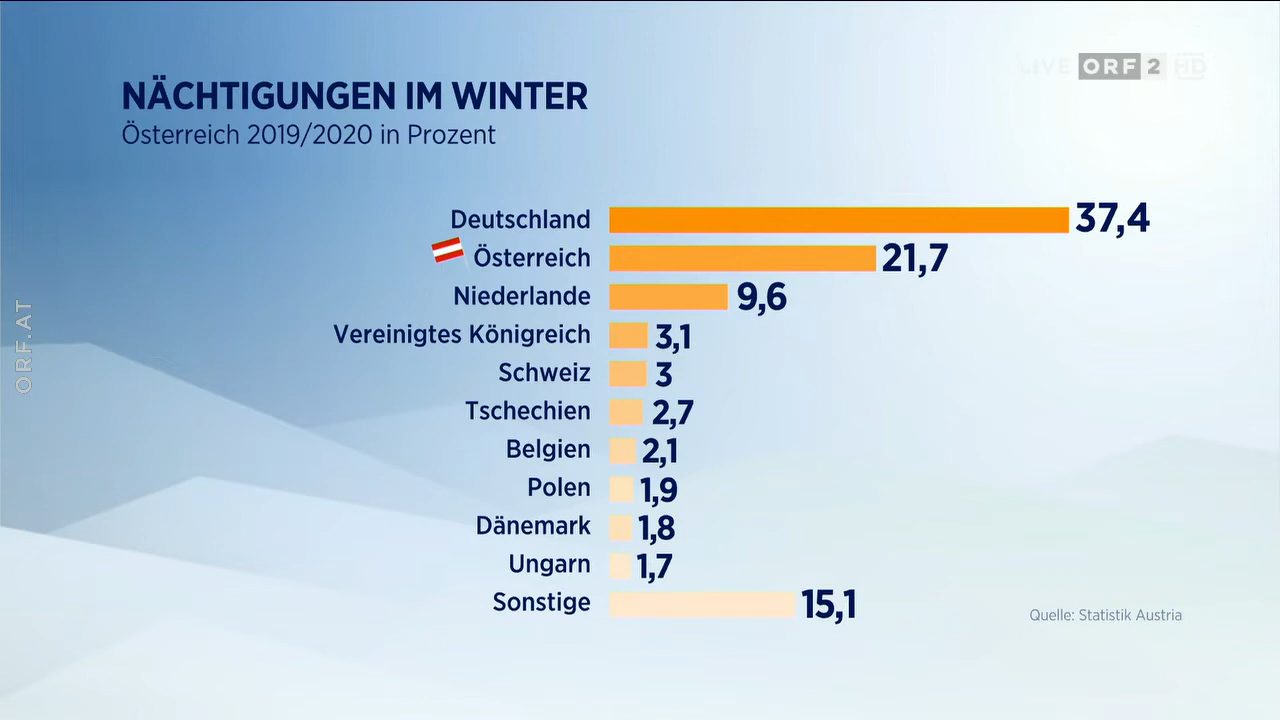 LIVE ORF 2 HD
NÄCHTIGUNGEN IM WINTER
Österreich 2019/2020 in Prozent
Deutschland 37,4
Österreich 21,7
Niederlande 9,6
Vereinigtes Königreich 3,1
Schweiz 3
Tschechien 2,7
Belgien 2,1
Polen 1,9
Dänemark 1,8
Ungarn 1,7
Sonstige 15,1
Quelle: Statistik Austria
ORF.AT